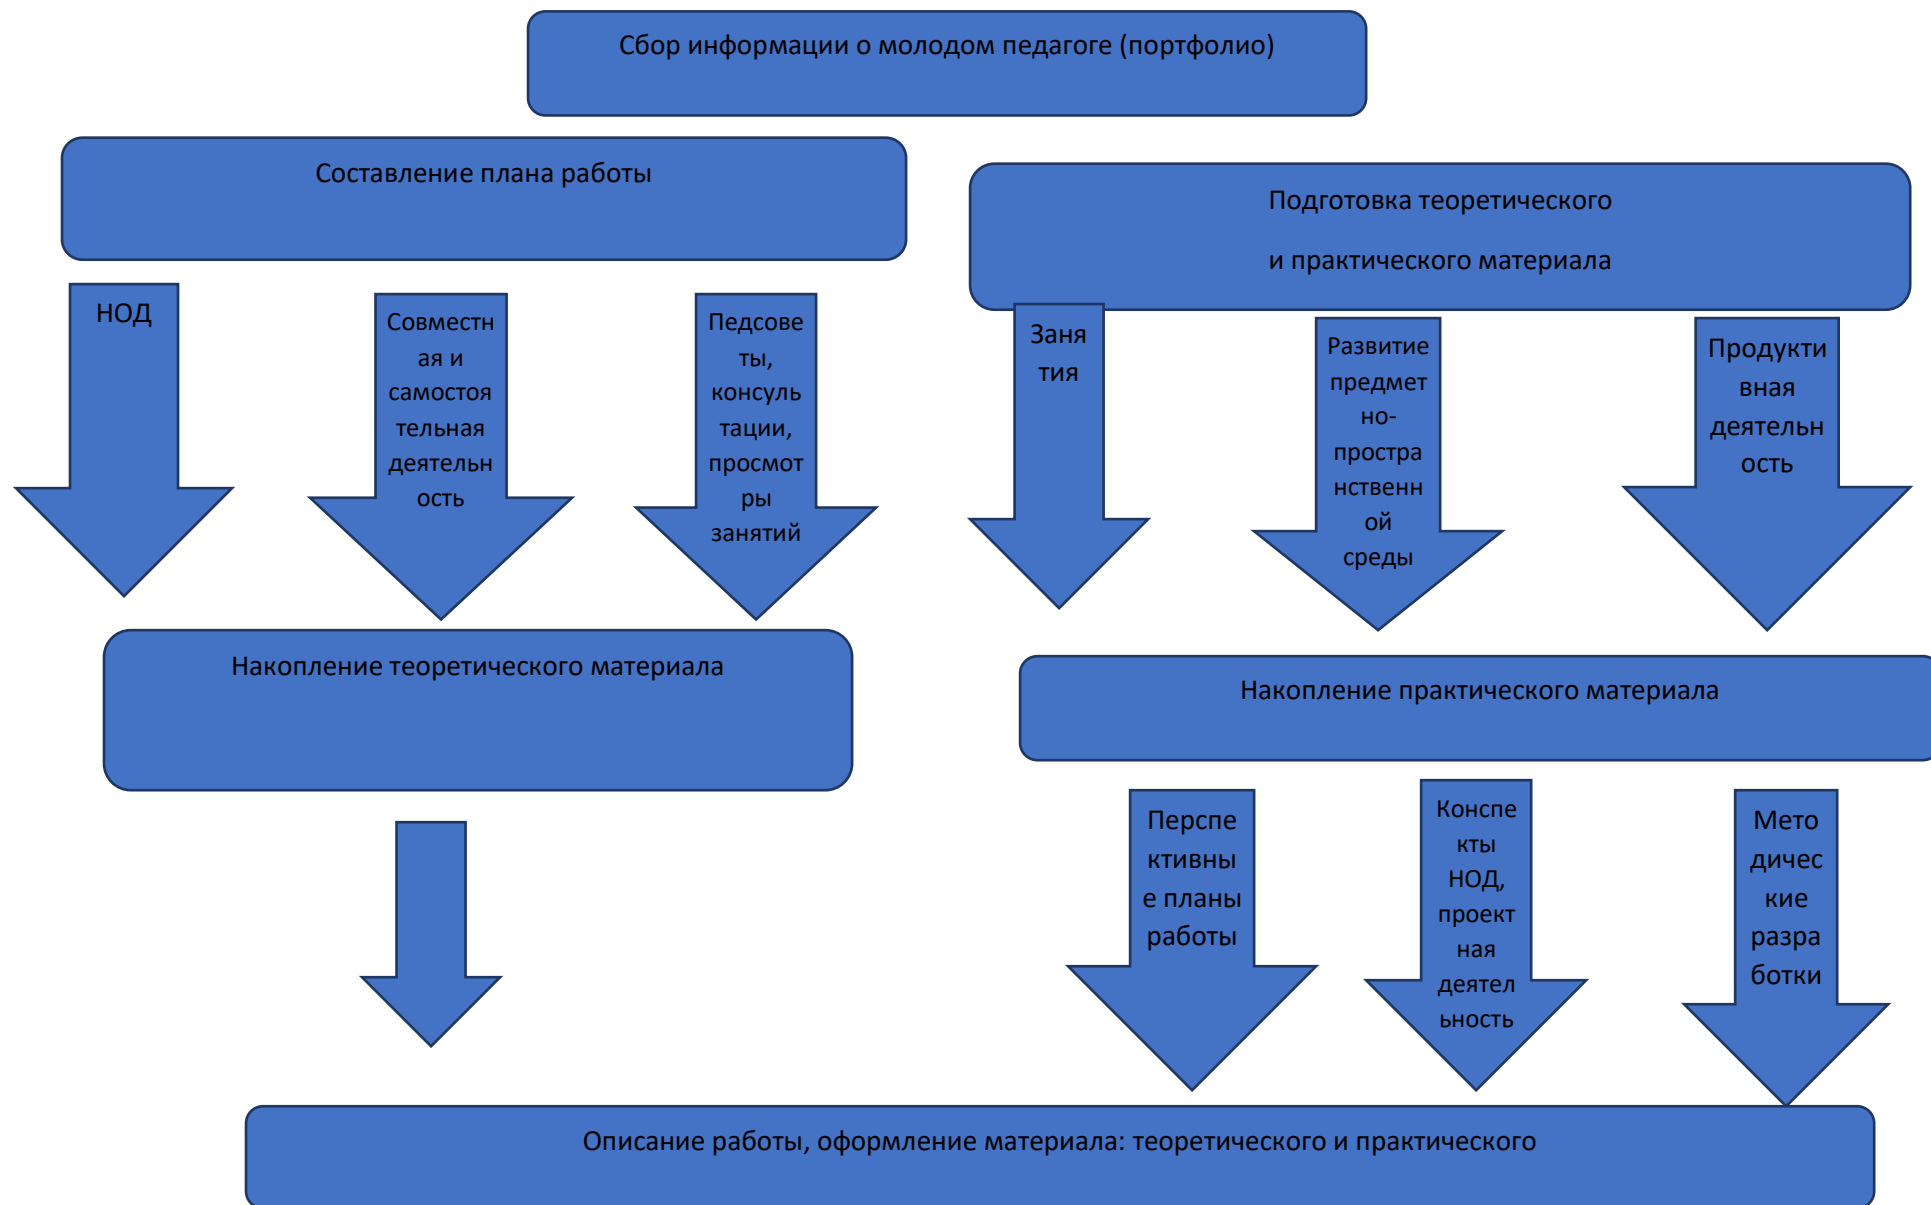 Сбор информации о молодом педагоге (портфолио)
Составление плана работы
Подготовка теоретического
и практического материала
НОД
Совместн
ая и
самостоя
тельная
деятельн
ость
Педсове
ты,
консуль
тации,
просмот
ры
занятий
Заня
тия
Развитие
предмет
но-
простра
нственн
ой
среды
Продукти
вная
деятельн
ость
Накопление теоретического материала
Накопление практического материала
Перспе
ктивны
е планы
работы
Конспе
кты
НОД,
проект
ная
деятел
ьность
Мето
дичес
кие
разра
ботки
Описание работы, оформление материала: теоретического и практического